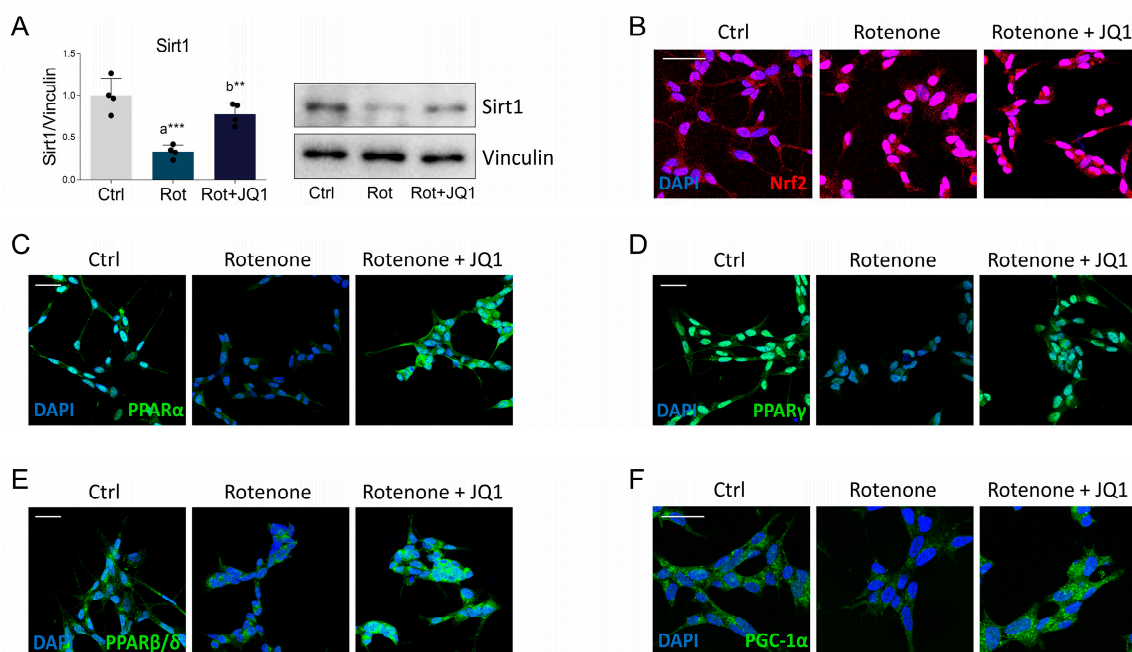 A
Sirt1
Sirt1/Vinculin
1.5
1.0
0.5
0.0
a***
b**
Ctrl
Rot
Rot+JQ1
Sirt1
Vinculin
Ctrl
Rot
Rot+JQ1
B
Ctrl
Rotenone
Rotenone + JQ1
DAPI
Nrf2
C
Ctrl
Rotenone
Rotenone + JQ1
DAPI
PPARα
D
Ctrl
Rotenone
Rotenone + JQ1
DAPI
PPARγ
E
Ctrl
Rotenone
Rotenone + JQ1
DAPI
PPARβ/δ
F
Ctrl
Rotenone
Rotenone + JQ1
DAPI
PGC-1α